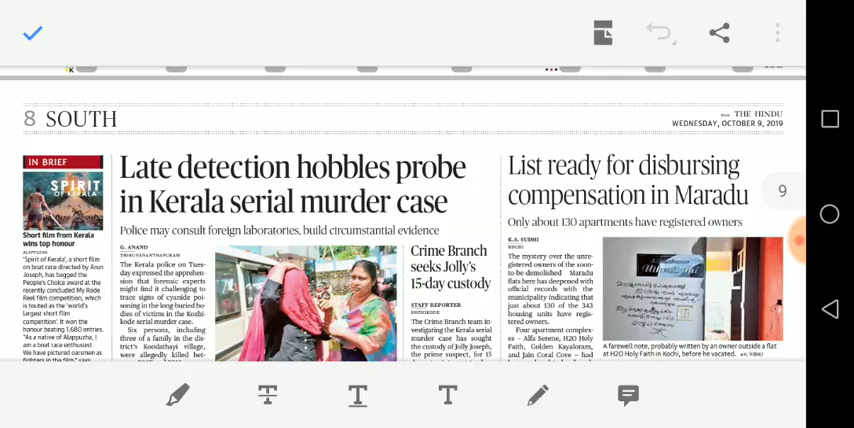 8 SOUTH
THE HINDU
WEDNESDAY, OCTOBER 9, 2019
IN BRIEF
SPIRIT
OF KERALA
Short film from Kerala
wins top honour
ALAPPUZHA
'Spirit of Kerala', a short film
on boat race directed by Arun
Joseph, has bagged the
People's Choice award at the
recently concluded My Rode
Reel film competition, which
is touted as the 'world's
largest short film
competition'. It won the
honour beating 1,680 entries.
"As a native of Alappuzha, I
am a boat race enthusiast.
We have pictured oarsmen as
fighters in the film" says
Late detection hobbles probe
in Kerala serial murder case
Police may consult foreign laboratories, build circumstantial evidence
G. ANAND
THIRUVANANTHAPURAM
The Kerala police on Tues-
day expressed the apprehen-
sion that forensic experts
might find it challenging to
trace signs of cyanide poi-
soning in the long-buried bo-
dies of victims in the Kozhi-
kode serial murder case.
Six persons, including
three of a family in the dis-
trict's Koodathayi village,
were allegedly killed bet-
Crime Branch
seeks Jolly's
15-day custody
STAFF REPORTER
KOZHIKODE
The Crime Branch team in-
vestigating the Kerala serial
murder case has sought
the custody of Jolly Joseph,
the prime suspect, for 15
List ready for disbursing
compensation in Maradu
Only about 130 apartments have registered owners
K.S. SUDHI
KOCHI
The mystery over the unre-
gistered owners of the soon-
to-be-demolished Maradu
flats here has deepened with
official records with the
municipality indicating that
just 130 of the 343
housing units have regis-
tered owners.
Four apartment complex-
es – Alfa Serene, H2O Holy
Faith, Golden Kayaloram,
and Jain Coral Cove – had
A farewell note, probably written by an owner outside a flat
at H2O Holy Faith in Kochi, before he vacated. H. VIBHU
9